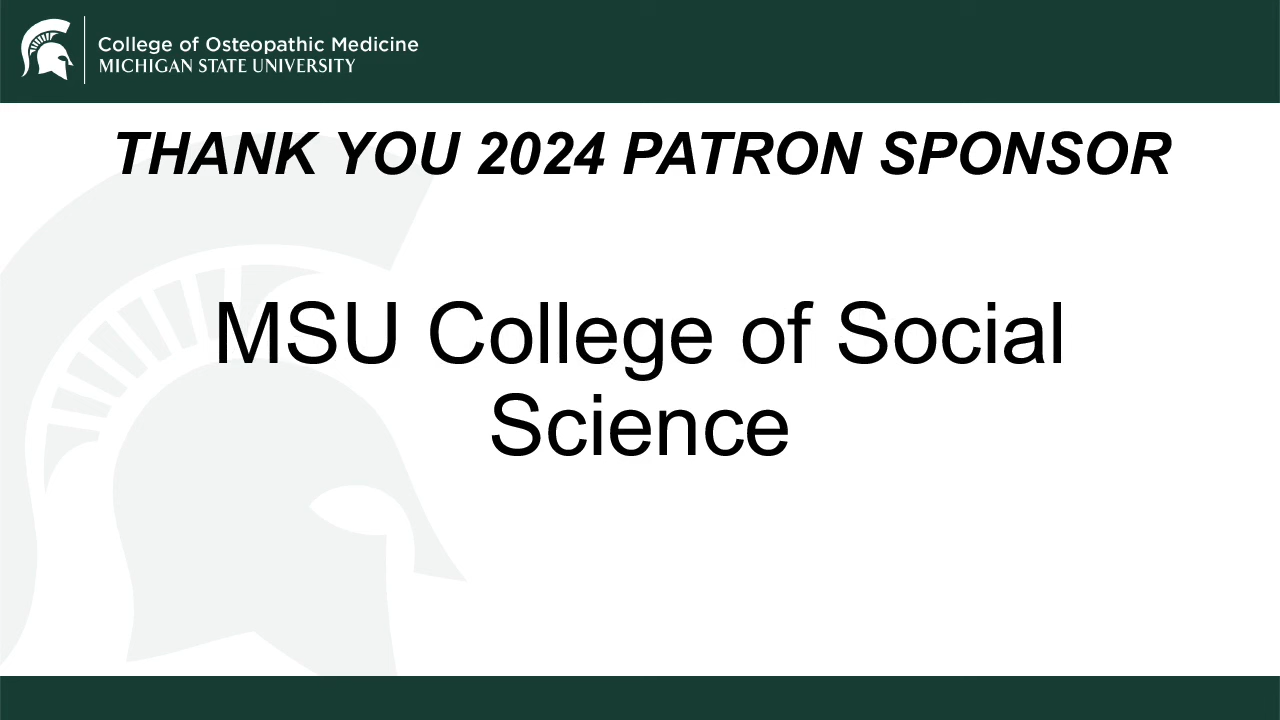 College of Osteopathic Medicine
MICHIGAN STATE UNIVERSITY
THANK YOU 2024 PATRON SPONSOR
MSU College of Social
Science